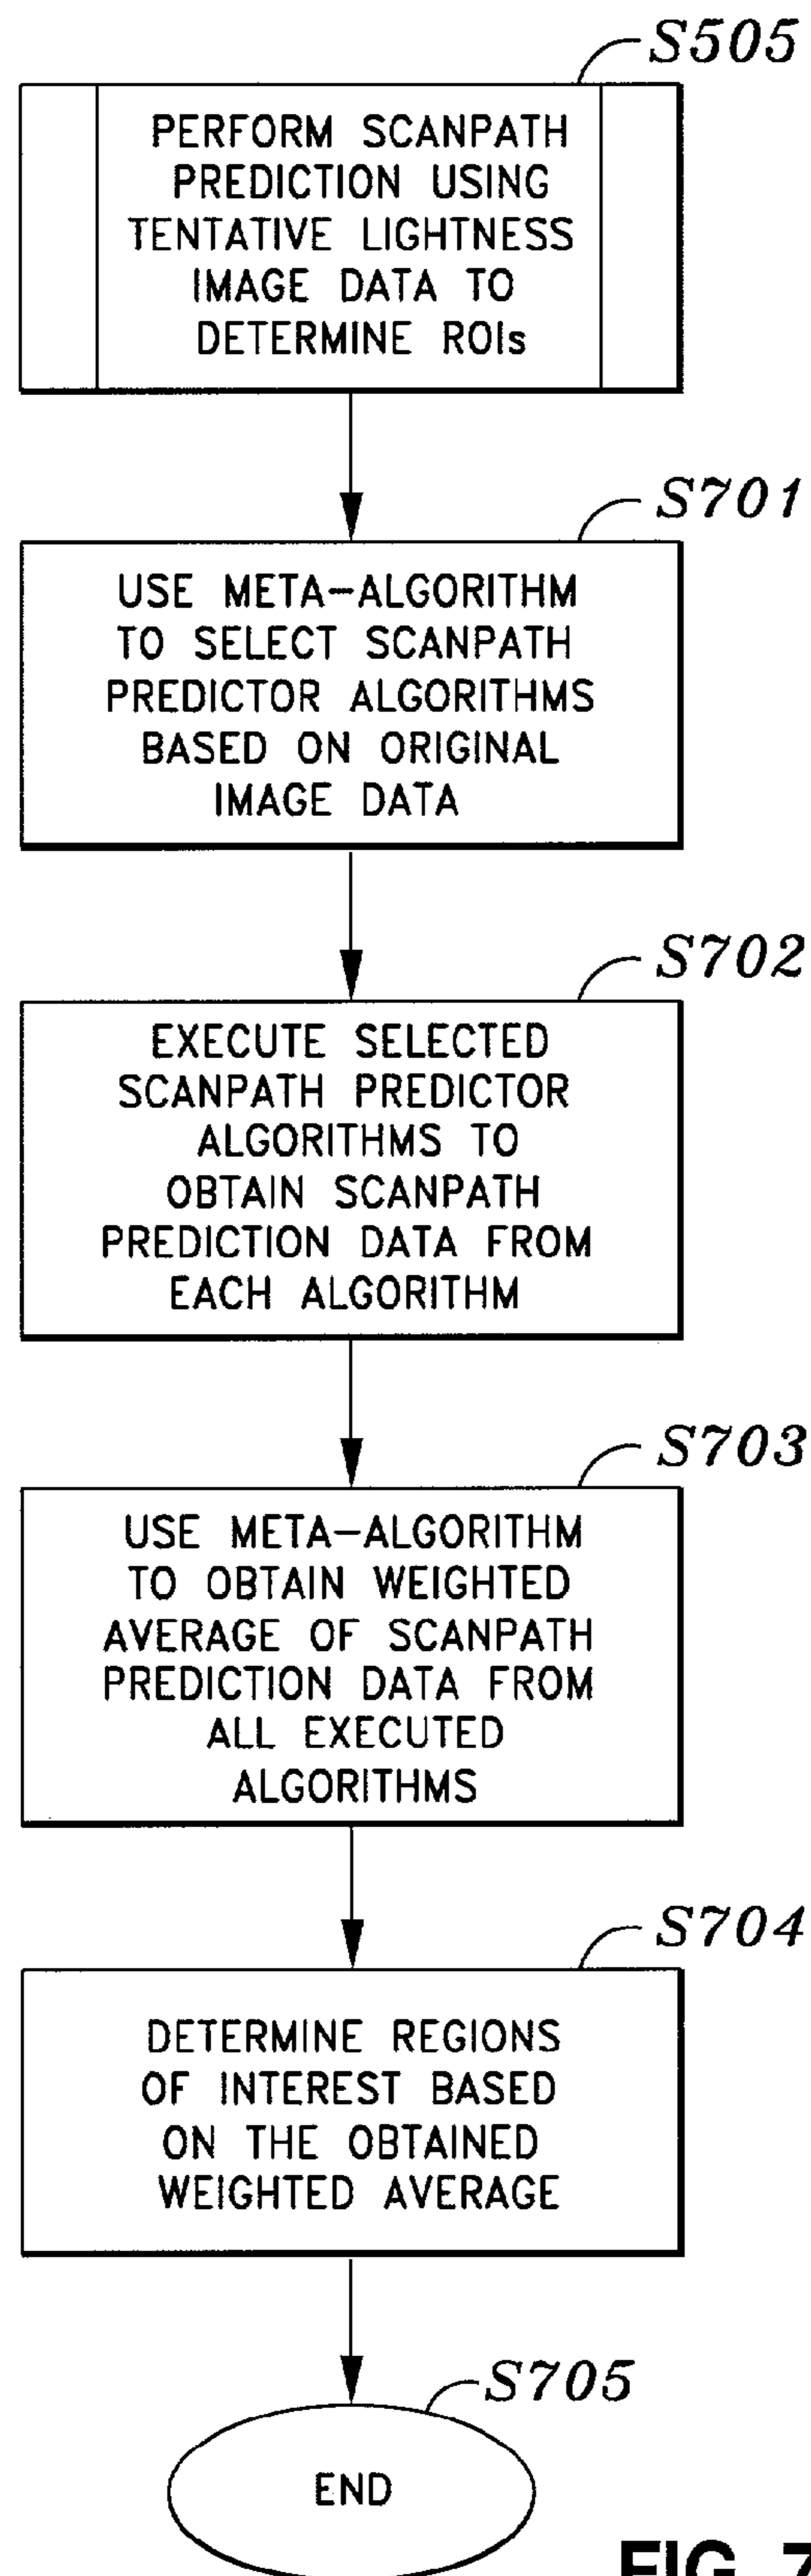 S505
PERFORM SCANPATH
PREDICTION USING
TENTATIVE LIGHTNESS
IMAGE DATA TO
DETERMINE ROIs
S701
USE META-ALGORITHM
TO SELECT SCANPATH
PREDICTOR ALGORITHMS
BASED ON ORIGINAL
IMAGE DATA
S702
EXECUTE SELECTED
SCANPATH PREDICTOR
ALGORITHMS TO
OBTAIN SCANPATH
PREDICTION DATA FROM
EACH ALGORITHM
S703
USE META-ALGORITHM
TO OBTAIN WEIGHTED
AVERAGE OF SCANPATH
PREDICTION DATA FROM
ALL EXECUTED
ALGORITHMS
S704
DETERMINE REGIONS
OF INTEREST BASED
ON THE OBTAINED
WEIGHTED AVERAGE
S705
END
FIG. 7